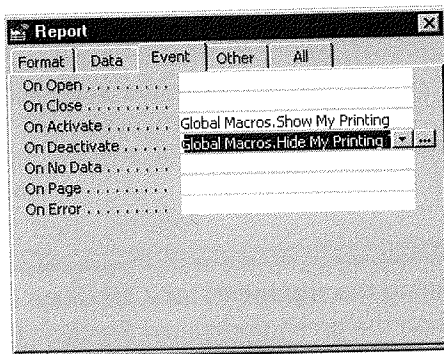 Report
Format Data Event Other All
On Open . . . . . . . . .
On Close . . . . . . . . .
On Activate . . . . . . . Global Macros.Show My Printing
On Deactivate . . . . . Global Macros.Hide My Printing
On No Data . . . . . .
On Page . . . . . . . . .
On Error . . . . . . . . .